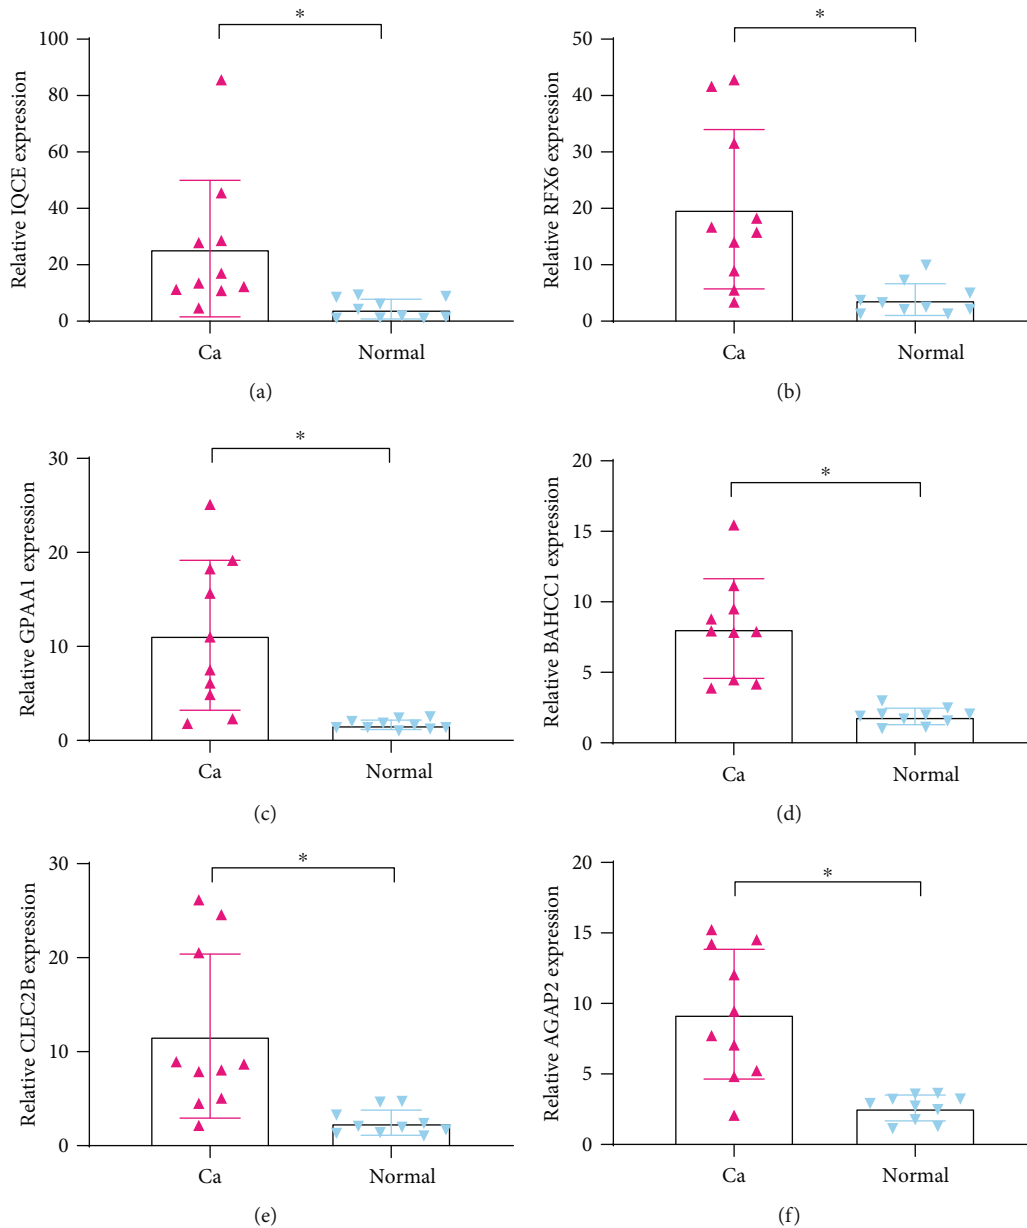 *
100
80
60
40
20
0
Relative IQCE expression
Ca
Normal
(a)
*
50
40
30
20
10
0
Relative RFX6 expression
Ca
Normal
(b)
*
30
20
10
0
Relative GPAA1 expression
Ca
Normal
(c)
*
20
15
10
5
0
Relative BAHCC1 expression
Ca
Normal
(d)
*
30
20
10
0
Relative CLEC2B expression
Ca
Normal
(e)
*
20
15
10
5
0
Relative AGAP2 expression
Ca
Normal
(f)